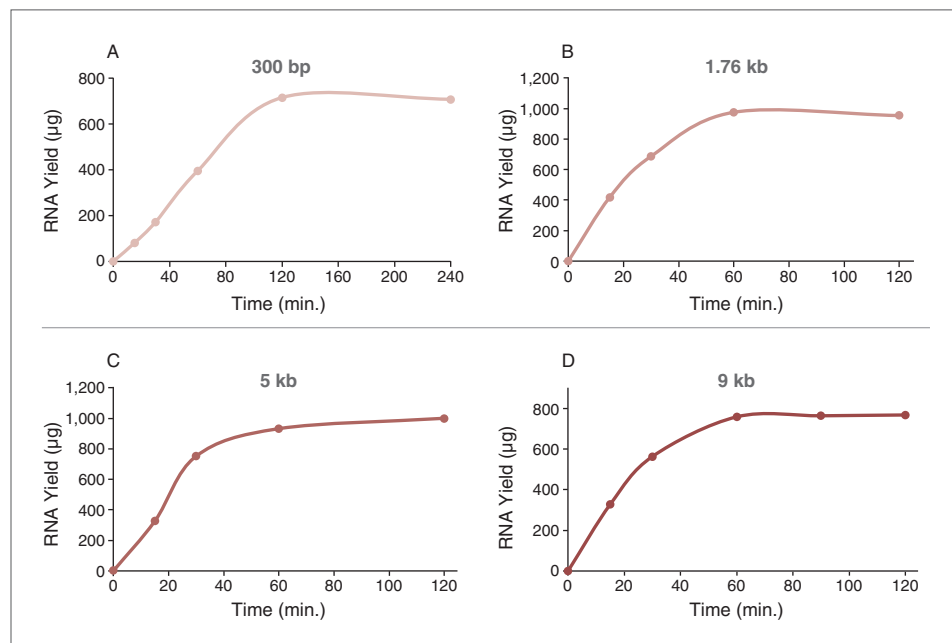 A
300 bp
800
600
400
200
0
0 40 80 120 160 200 240
RNA Yield (µg)
Time (min.)
B
1.76 kb
1,200
1,000
800
600
400
200
0
0 20 40 60 80 100 120
RNA Yield (µg)
Time (min.)
C
5 kb
1,200
1,000
800
600
400
200
0
0 20 40 60 80 100 120
RNA Yield (µg)
Time (min.)
D
9 kb
800
600
400
200
0
0 20 40 60 80 100 120
RNA Yield (µg)
Time (min.)